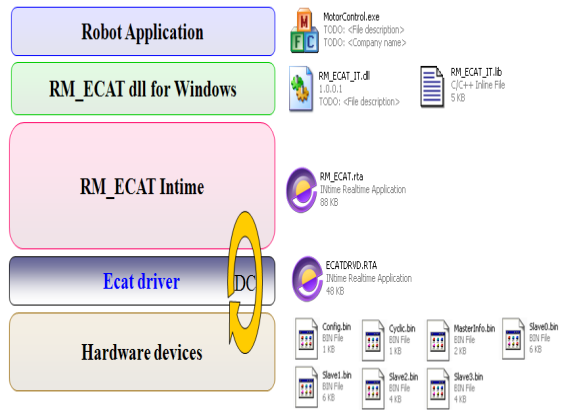 Robot Application
MotorControl.exe
TODO: <File description>
TODO: <Company name>
MFC
RM_ECAT dll for Windows
RM_ECAT_IT.dll
1.0.0.1
TODO: <File description>
RM_ECAT_IT.lib
C/C++ Inline File
5 KB
RM_ECAT Intime
RM_ECAT.rta
INtime Realtime Application
88 KB
Ecat driver
DC
ECATDRVD.RTA
INtime Realtime Application
48 KB
Hardware devices
Config.bin
BIN File
1 KB
Cyclic.bin
BIN File
1 KB
MasterInfo.bin
BIN File
2 KB
Slave0.bin
BIN File
6 KB
Slave1.bin
BIN File
6 KB
Slave2.bin
BIN File
4 KB
Slave3.bin
BIN File
4 KB